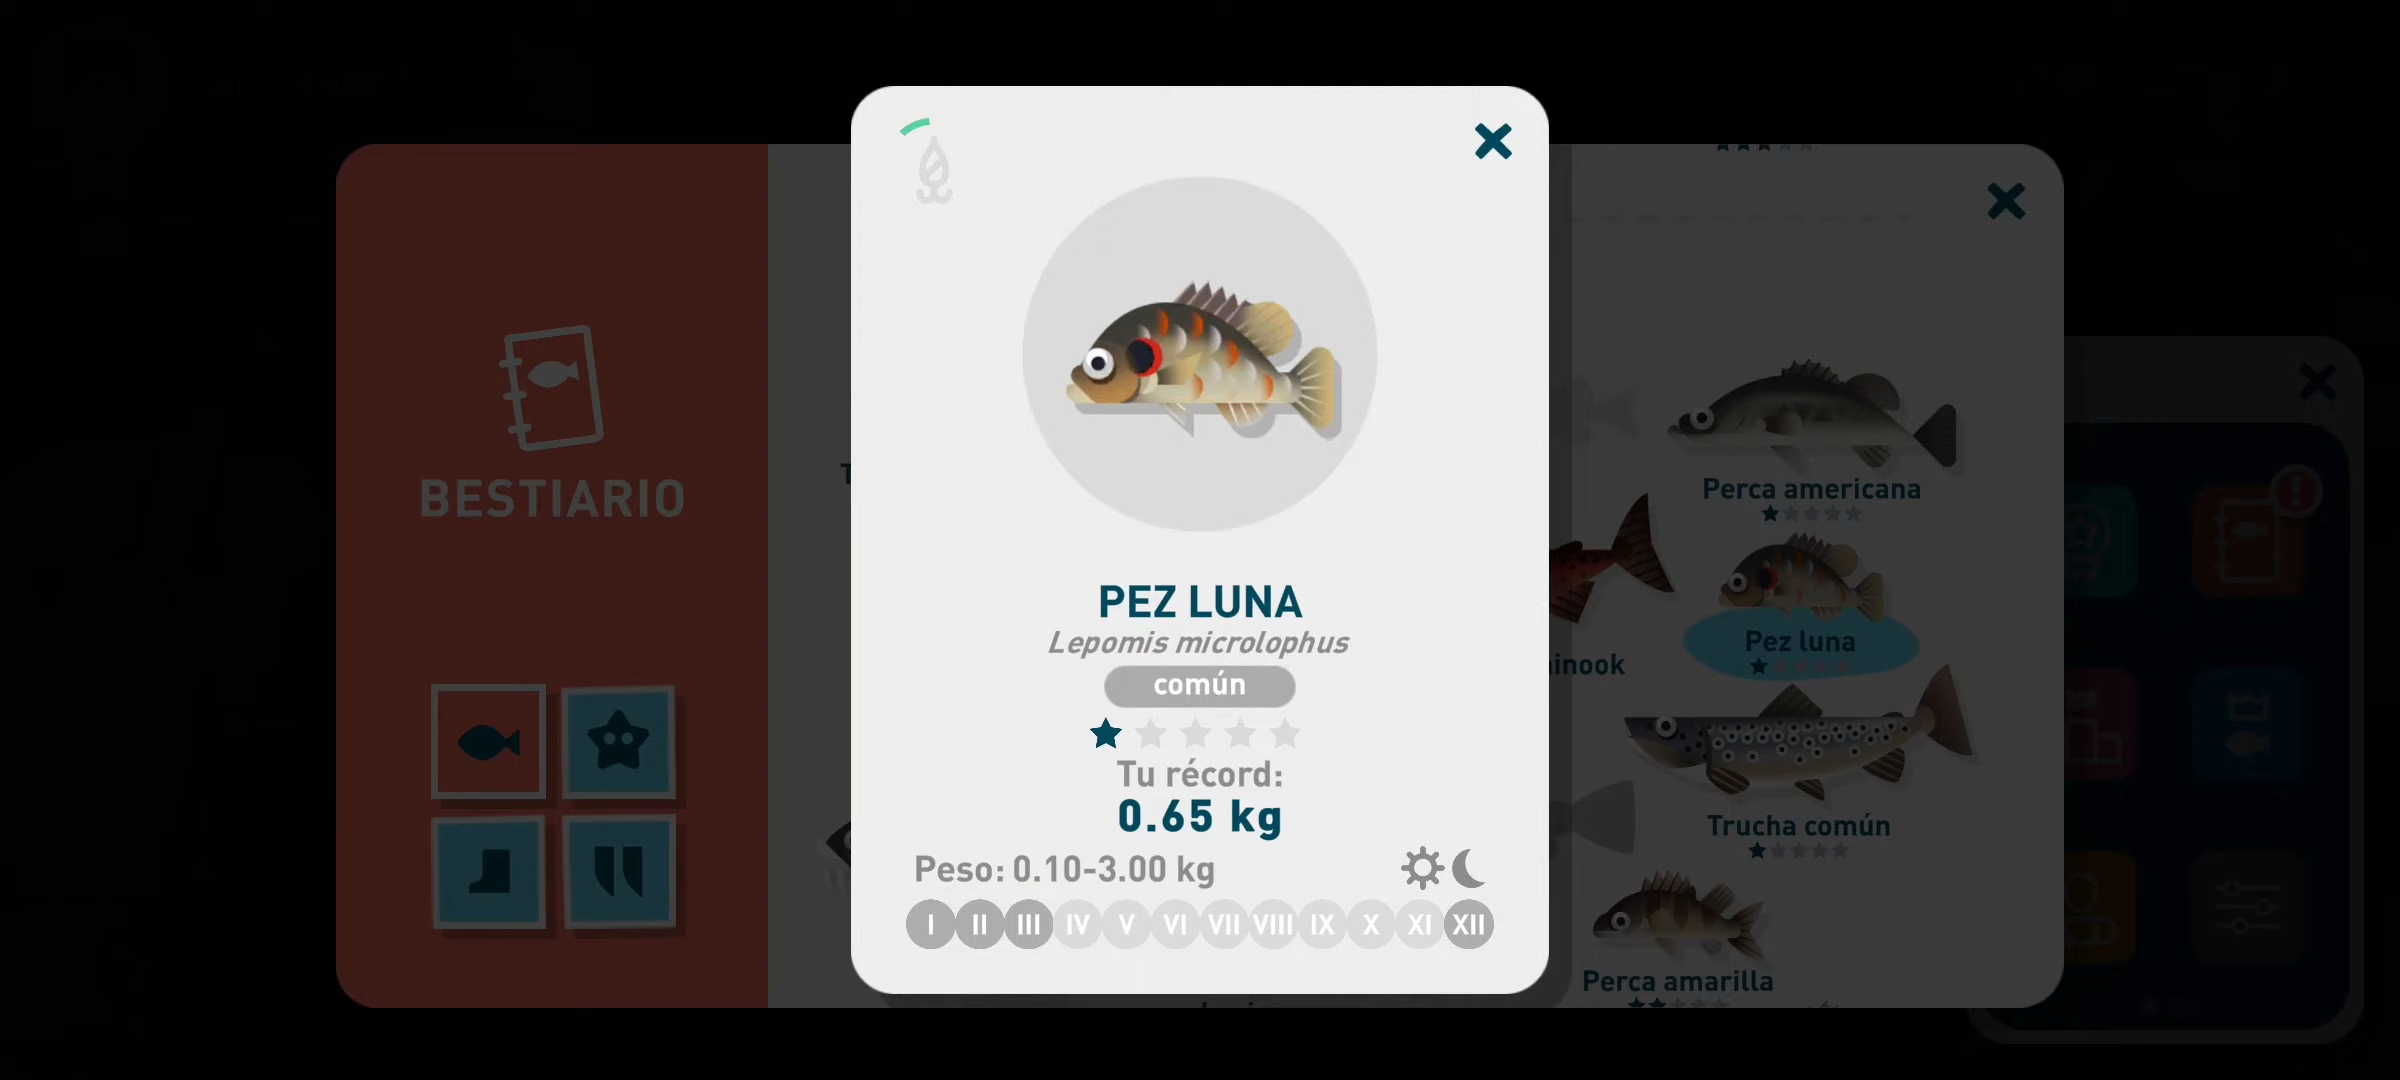 BESTIARIO
PEZ LUNA
Lepomis microlophus
común
Tu récord:
0.65 kg
Peso: 0.10-3.00 kg
I II III IV V VI VII VIII IX X XI XII
Perca americana
inook
Pez luna
Trucha común
Perca amarilla